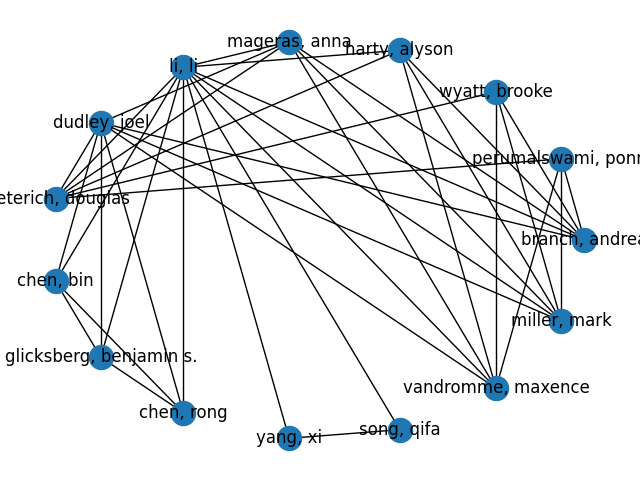 mageras, anna
harty, alyson
li, li
wyatt, brooke
dudley, joel
perumalswami, ponn
eterich, douglas
branch, andrea
chen, bin
miller, mark
glicksberg, benjamin s.
vandromme, maxence
chen, rong
song, qifa
yang, xi